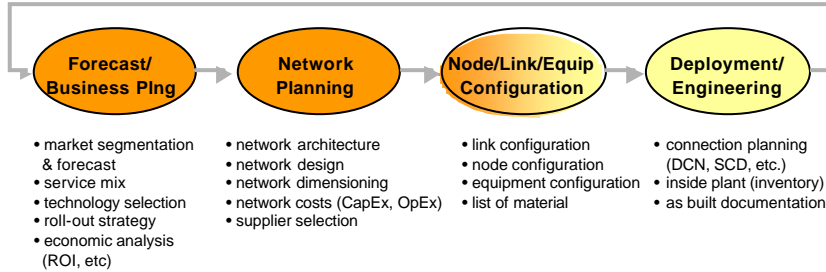 Forecast/
Business Plng
Network
Planning
Node/Link/Equip
Configuration
Deployment/
Engineering
• market segmentation
& forecast
• service mix
• technology selection
• roll-out strategy
• economic analysis
(ROI, etc)
• network architecture
• network design
• network dimensioning
• network costs (CapEx, OpEx)
• supplier selection
• link configuration
• node configuration
• equipment configuration
• list of material
• connection planning
(DCN, SCD, etc.)
• inside plant (inventory)
• as built documentation